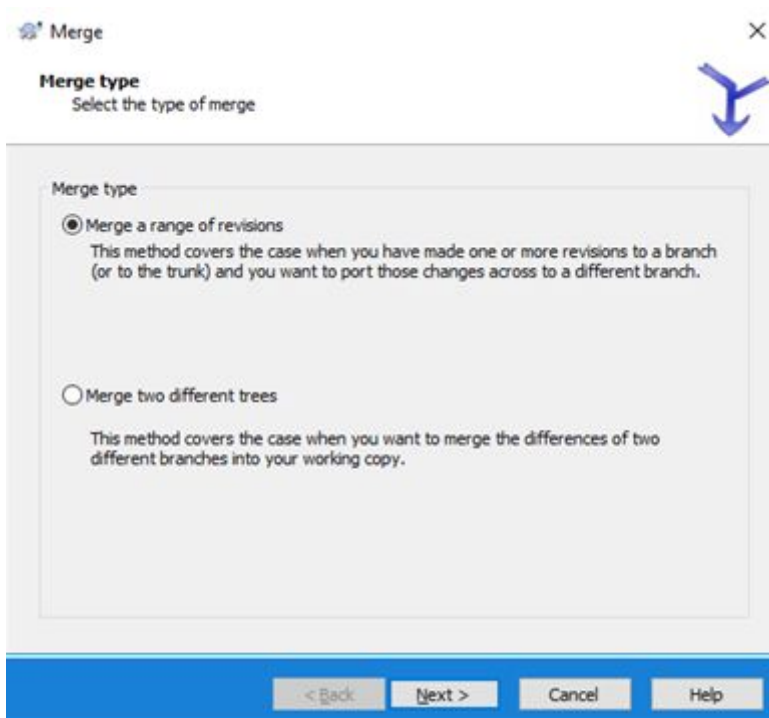 Merge
Merge type
Select the type of merge
Merge type
Merge a range of revisions
This method covers the case when you have made one or more revisions to a branch
(or to the trunk) and you want to port those changes across to a different branch.
Merge two different trees
This method covers the case when you want to merge the differences of two
different branches into your working copy.
< Back Next > Cancel Help